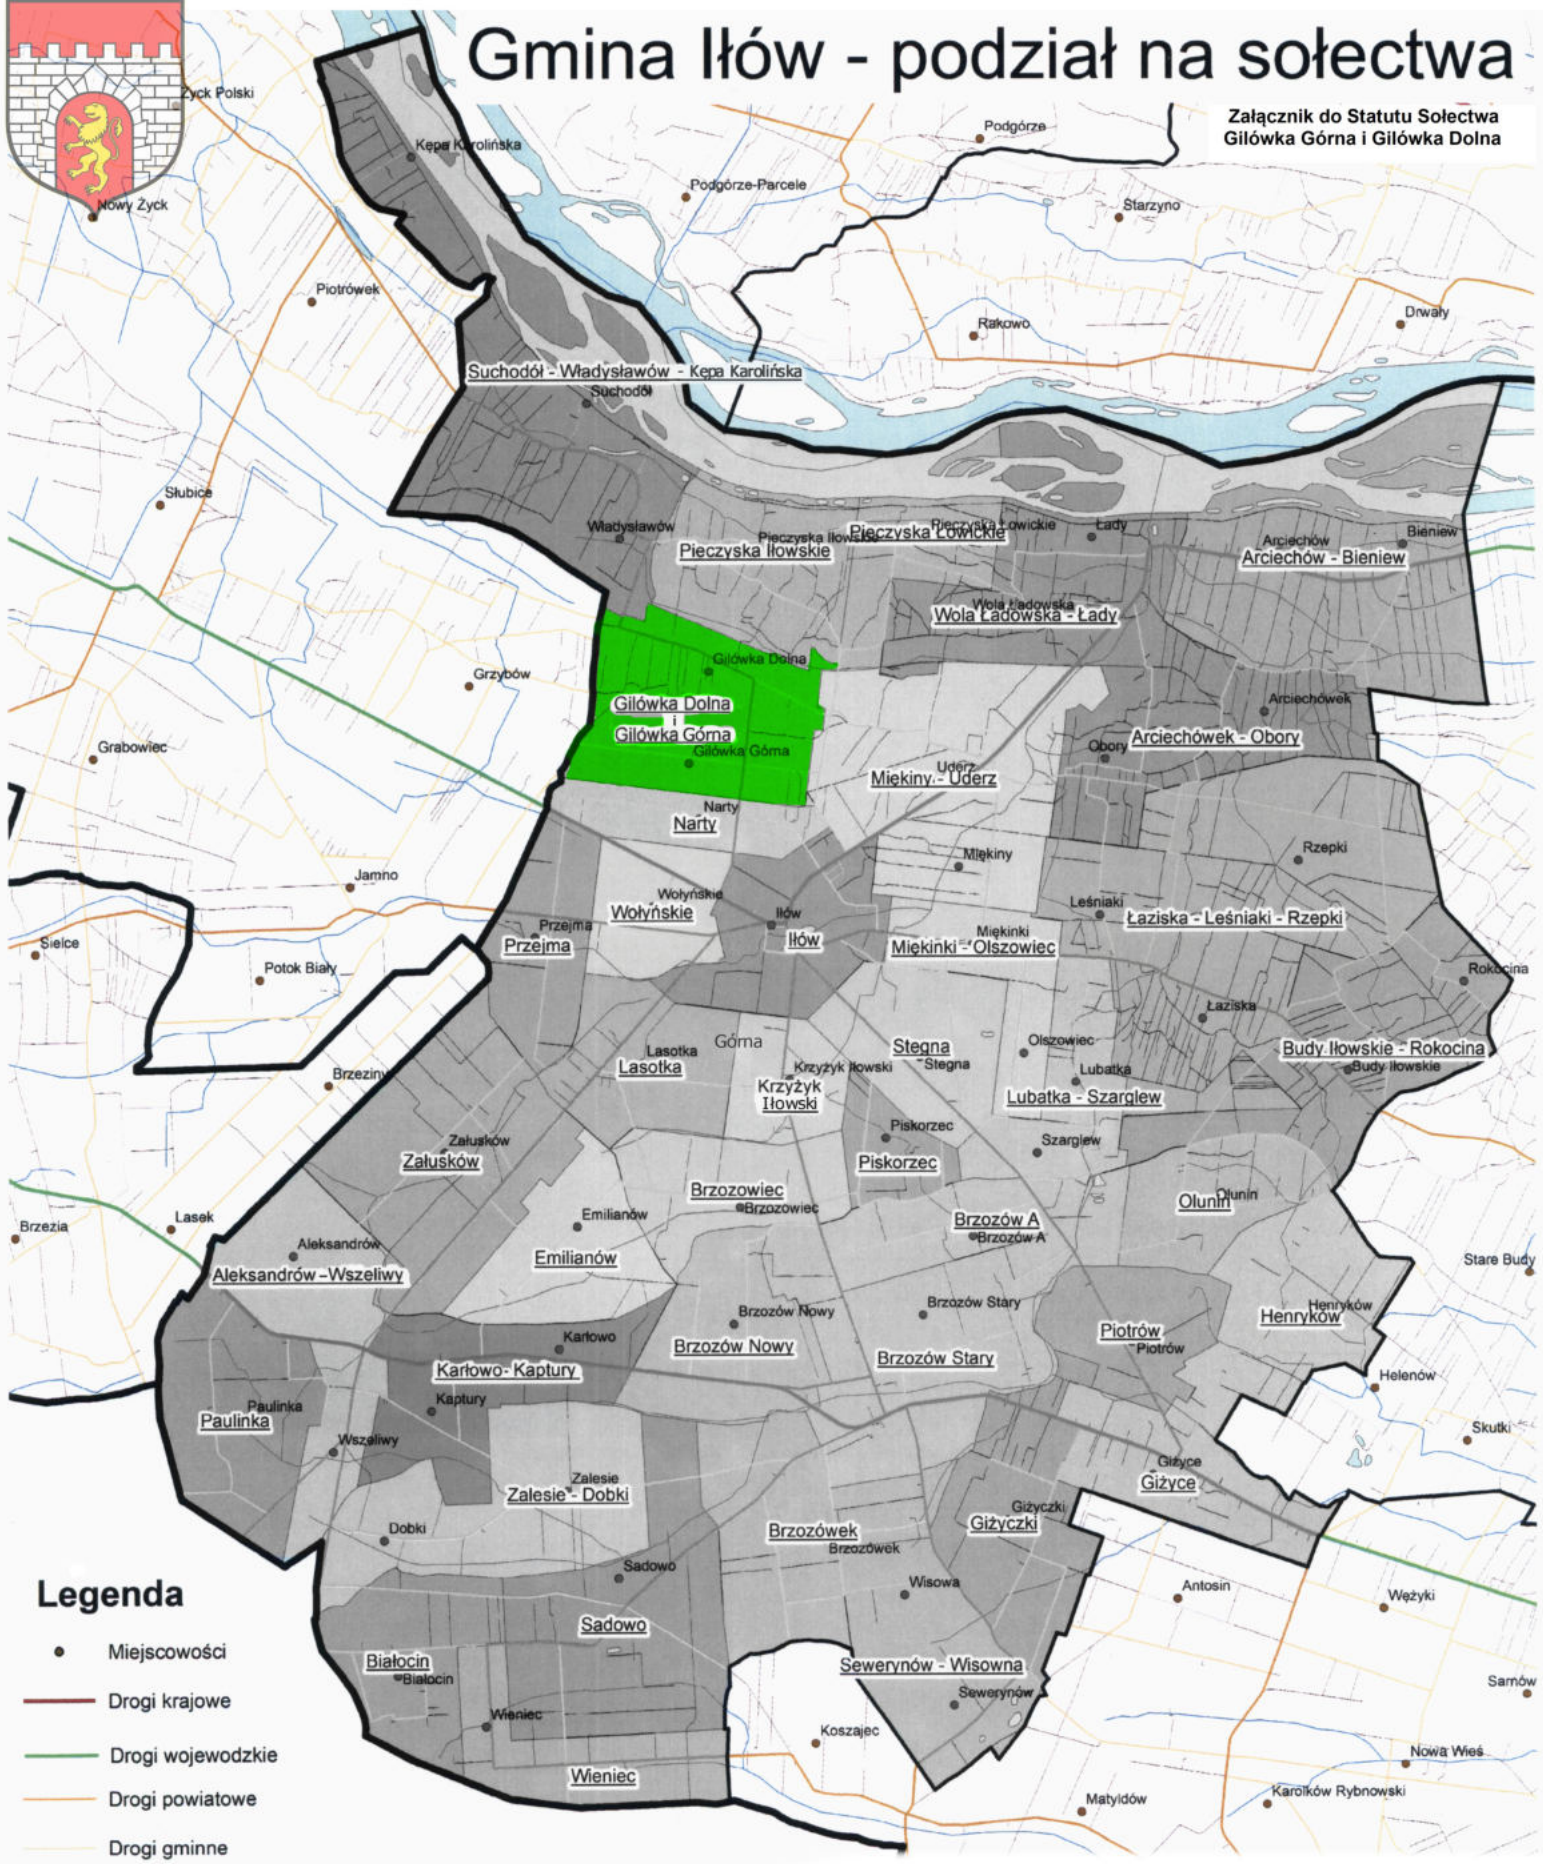 Gmina Iłów - podział na sołectwa
Załącznik do Statutu Sołectwa
Gilówka Górna i Gilówka Dolna
Życk Polski
Nowy Życk
Kępa Karolińska
Podgórze
Podgórze-Parcele
Starzyno
Piotrówek
Rakowo
Drwały
Suchodół - Władysławów - Kępa Karolińska
Suchodół
Słubice
Władysławów
Pieczyska Iłowskie
Pieczyska Iłowskie
Pieczyska Łowickie
Pieczyska Łowickie
Łady
Arciechów
Bieniew
Arciechów - Bieniew
Wola Ładowska
Wola Ładowska - Łady
Grzybów
Gilówka Dolna
Gilówka Dolna
i
Gilówka Górna
Gilówka Górna
Arciechówek
Arciechówek - Obory
Obory
Grabowiec
Uderz
Miękiny - Uderz
Narty
Narty
Miękiny
Rzepki
Jamno
Wołyńskie
Wołyńskie
Iłów
Iłów
Leśniaki
Łaziska - Leśniaki - Rzepki
Przejma
Przejma
Miękinki
Miękinki - Olszowiec
Sielce
Potok Biały
Rokocina
Łaziska
Górna
Lasotka
Lasotka
Stegna
Stegna
Olszowiec
Budy Iłowskie - Rokocina
Budy Iłowskie
Krzyżyk Iłowski
Krzyżyk
Iłowski
Lubatka
Lubatka - Szarglew
Brzeziny
Piskorzec
Piskorzec
Szarglew
Załusków
Załusków
Brzozowiec
Brzozowiec
Olunin
Olunin
Brzezia
Lasek
Emilianów
Emilianów
Brzozów A
Brzozów A
Aleksandrów
Aleksandrów - Wszeliwy
Stare Budy
Brzozów Nowy
Brzozów Nowy
Brzozów Stary
Brzozów Stary
Henryków
Henryków
Piotrów
Piotrów
Karłowo
Karłowo- Kaptury
Kaptury
Helenów
Paulinka
Paulinka
Skutki
Wszeliwy
Giżyce
Giżyce
Zalesie
Zalesie - Dobki
Dobki
Giżyczki
Giżyczki
Brzozówek
Brzozówek
Sadowo
Sadowo
Wisowa
Antosin
Wężyki
Białocin
Białocin
Sewerynów - Wisowna
Sewerynów
Sarnów
Wieniec
Wieniec
Koszajec
Nowa Wieś
Matyldów
Karolków Rybnowski
Legenda
Miejscowości
Drogi krajowe
Drogi wojewodzkie
Drogi powiatowe
Drogi gminne